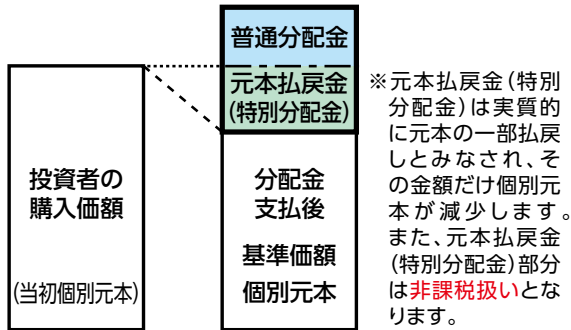 普通分配金
元本払戻金
(特別分配金)
投資者の
購入価額
(当初個別元本)
分配金
支払後
基準価額
個別元本
※元本払戻金(特別
分配金)は実質的
に元本の一部払戻
しとみなされ、そ
の金額だけ個別元
本が減少します。
また、元本払戻金
(特別分配金)部分
は非課税扱いとな
ります。